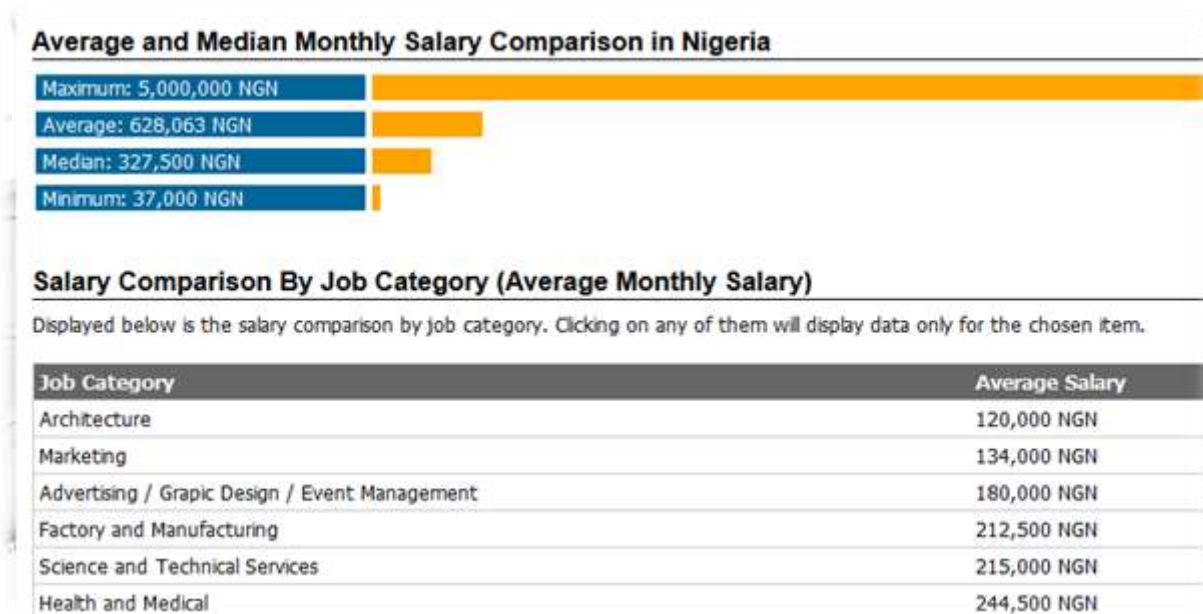 Average and Median Monthly Salary Comparison in Nigeria
Maximum: 5,000,000 NGN
Average: 628,063 NGN
Median: 327,500 NGN
Minimum: 37,000 NGN
Salary Comparison By Job Category (Average Monthly Salary)
Displayed below is the salary comparison by job category. Clicking on any of them will display data only for the chosen item.
Job Category Average Salary
Architecture 120,000 NGN
Marketing 134,000 NGN
Advertising / Grapic Design / Event Management 180,000 NGN
Factory and Manufacturing 212,500 NGN
Science and Technical Services 215,000 NGN
Health and Medical 244,500 NGN